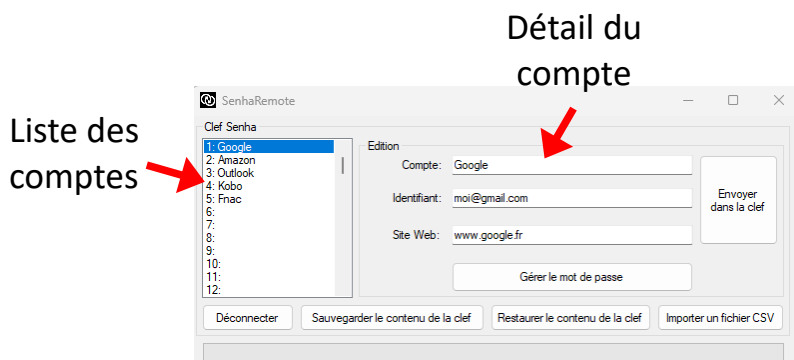 Détail du
compte
Liste des
comptes
SenhaRemote
Clef Senha
1: Google
2: Amazon
3: Outlook
4: Kobo
5: Fnac
6:
7:
8:
9:
10:
11:
12:
Edition
Compte: Google
Identifiant: moi@gmail.com
Site Web: www.google.fr
Envoyer
dans la clef
Gérer le mot de passe
Déconnecter Sauvegarder le contenu de la clef Restaurer le contenu de la clef Importer un fichier CSV